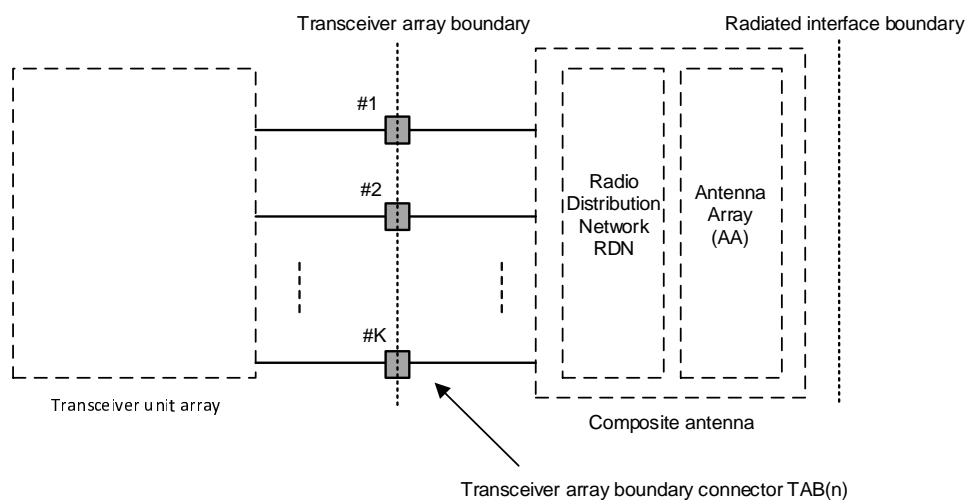 Transceiver array boundary
Radiated interface boundary
#1
#2
#K
Radio
Distribution
Network
RDN
Antenna
Array
(AA)
Transceiver unit array
Composite antenna
Transceiver array boundary connector TAB(n)